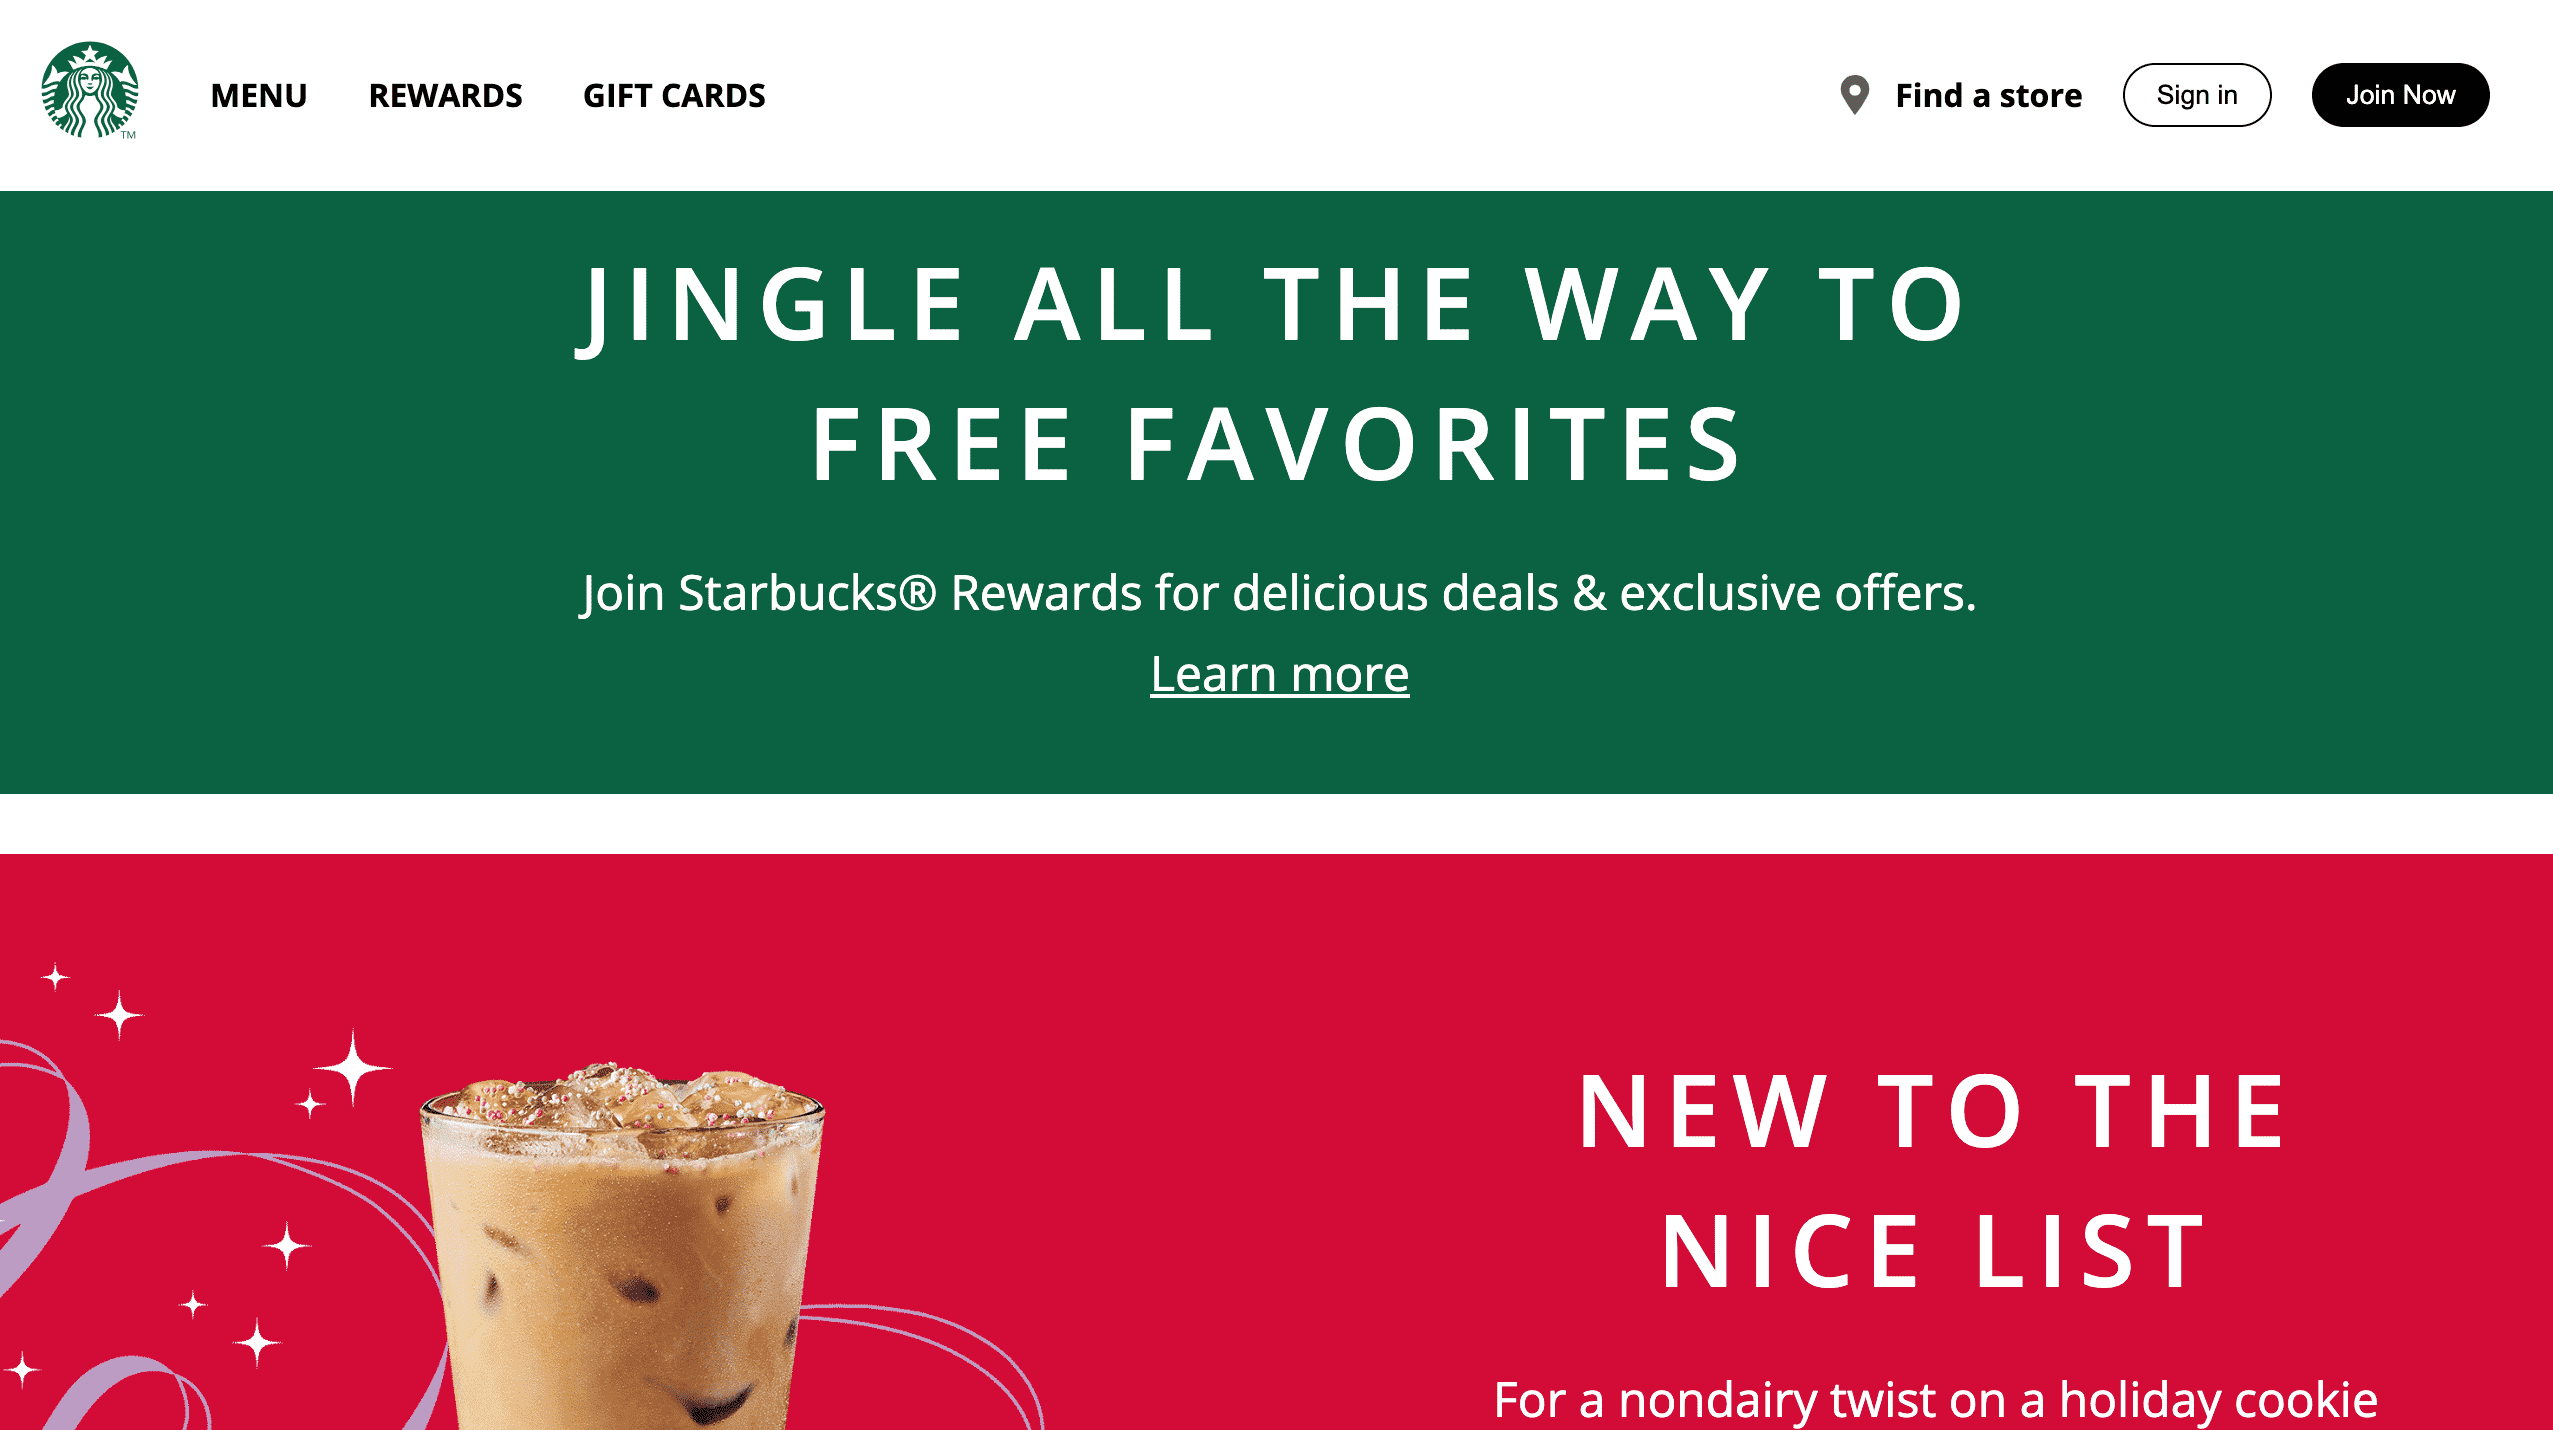 TM
MENU REWARDS GIFT CARDS Find a store Sign in Join Now
JINGLE ALL THE WAY TO
FREE FAVORITES
Join Starbucks® Rewards for delicious deals & exclusive offers.
Learn more
NEW TO THE
NICE LIST
For a nondairy twist on a holiday cookie